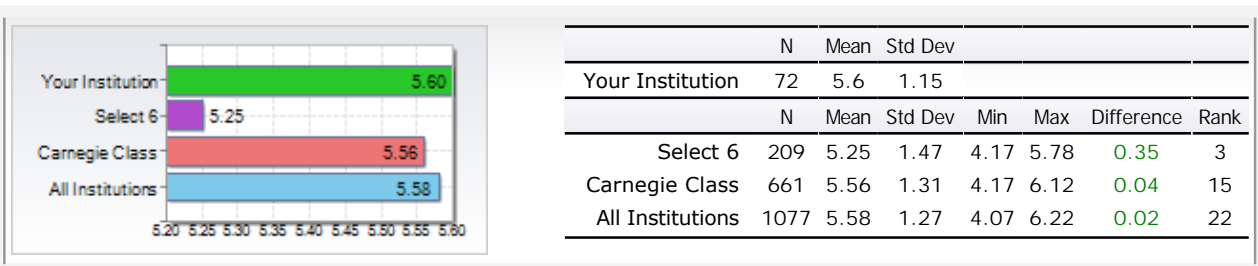 Your Institution 5.60
Select 6 5.25
Carnegie Class 5.56
All Institutions 5.58
5.20 5.25 5.30 5.35 5.40 5.45 5.50 5.55 5.60
N Mean Std Dev
Your Institution 72 5.6 1.15
N Mean Std Dev Min Max Difference Rank
Select 6 209 5.25 1.47 4.17 5.78 0.35 3
Carnegie Class 661 5.56 1.31 4.17 6.12 0.04 15
All Institutions 1077 5.58 1.27 4.07 6.22 0.02 22